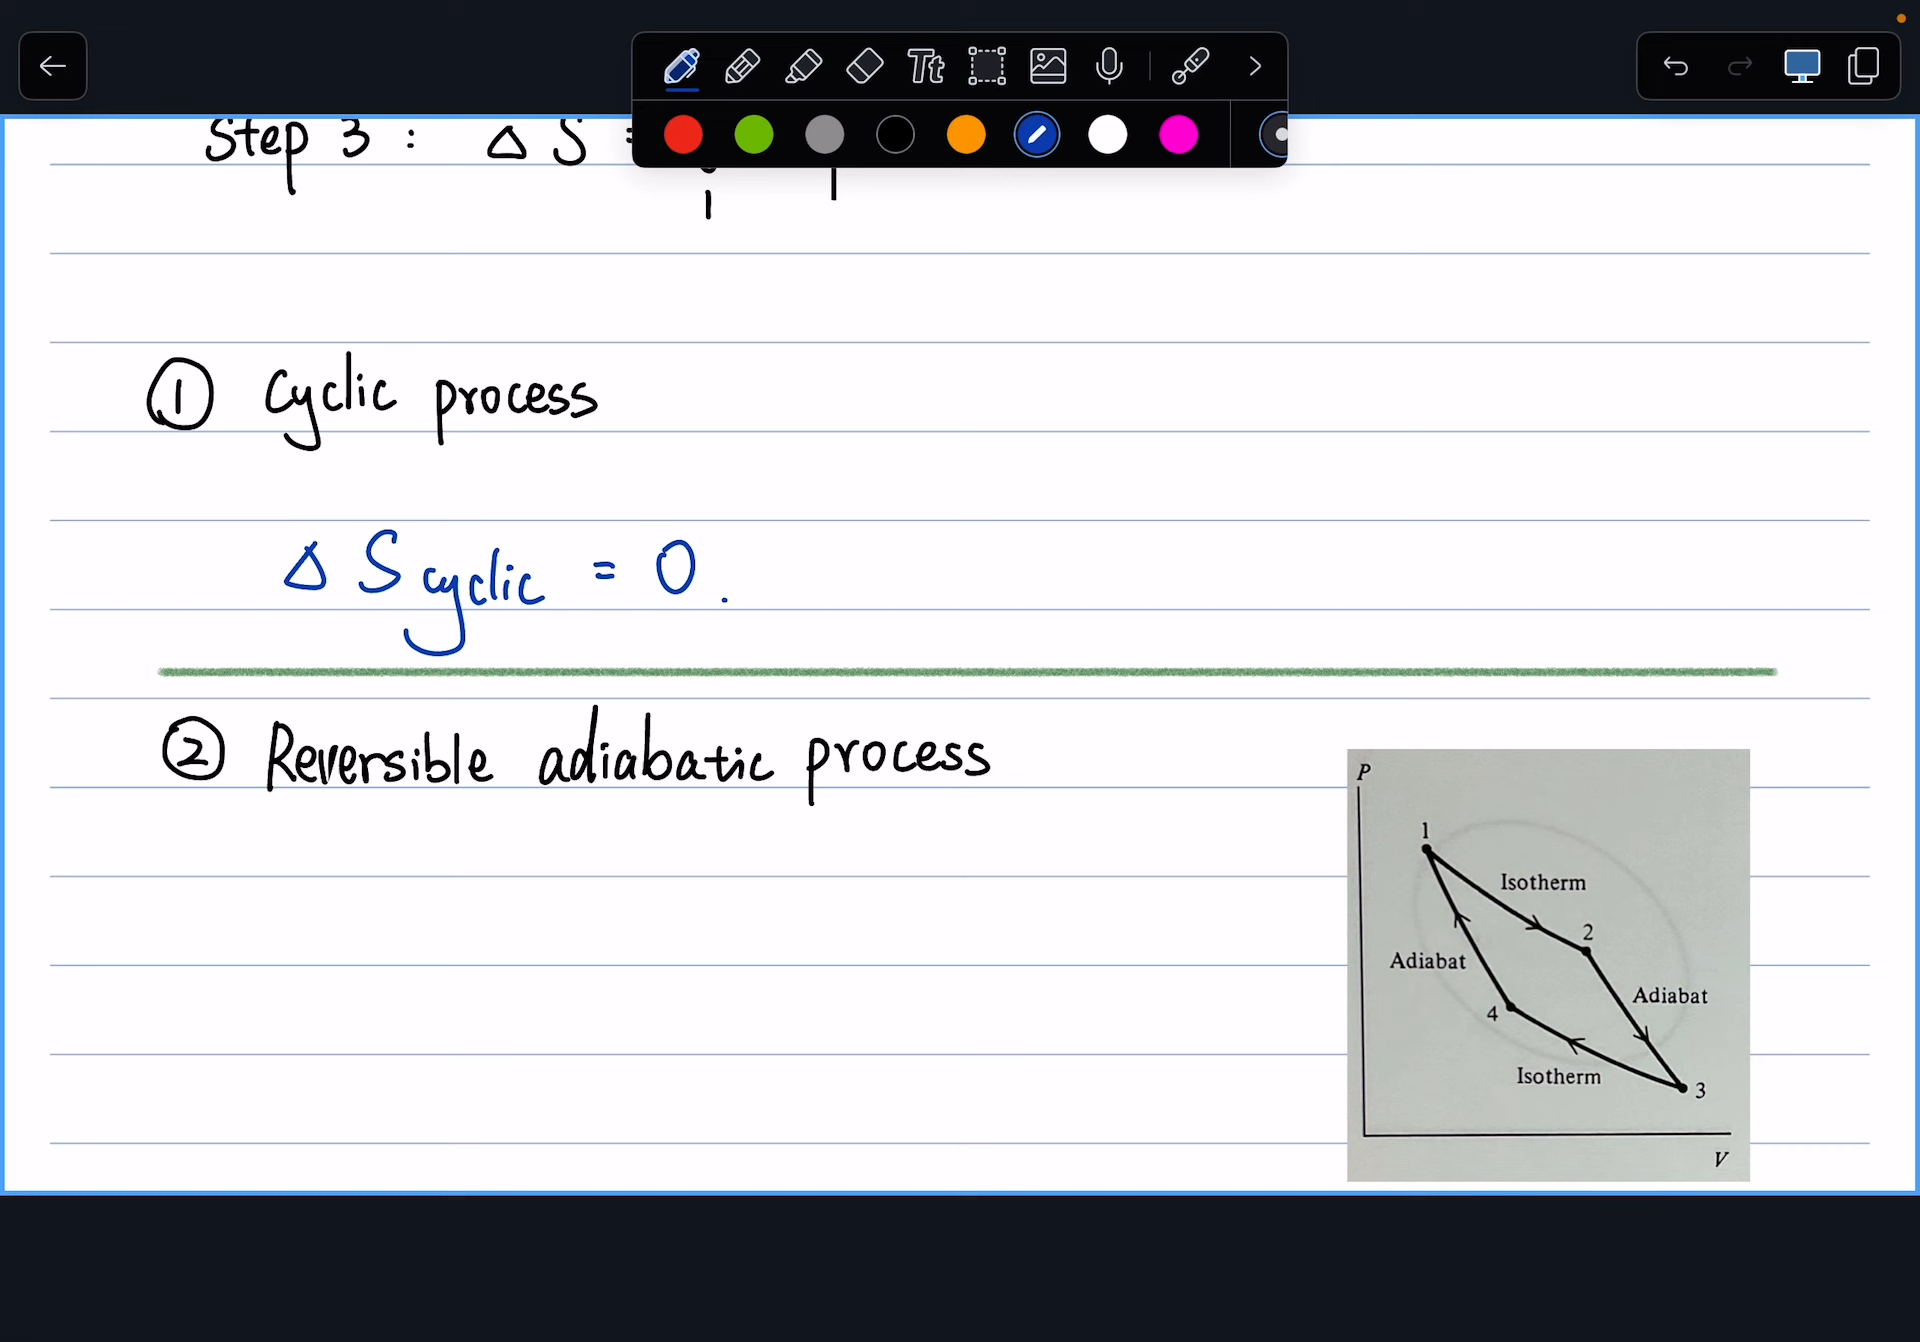 Tt
Step 3 : Δ S =
1 Cyclic process
Δ S cyclic = 0 .
2 Reversible adiabatic process
P
1
Isotherm
2
Adiabat
Adiabat
4
Isotherm
3
V